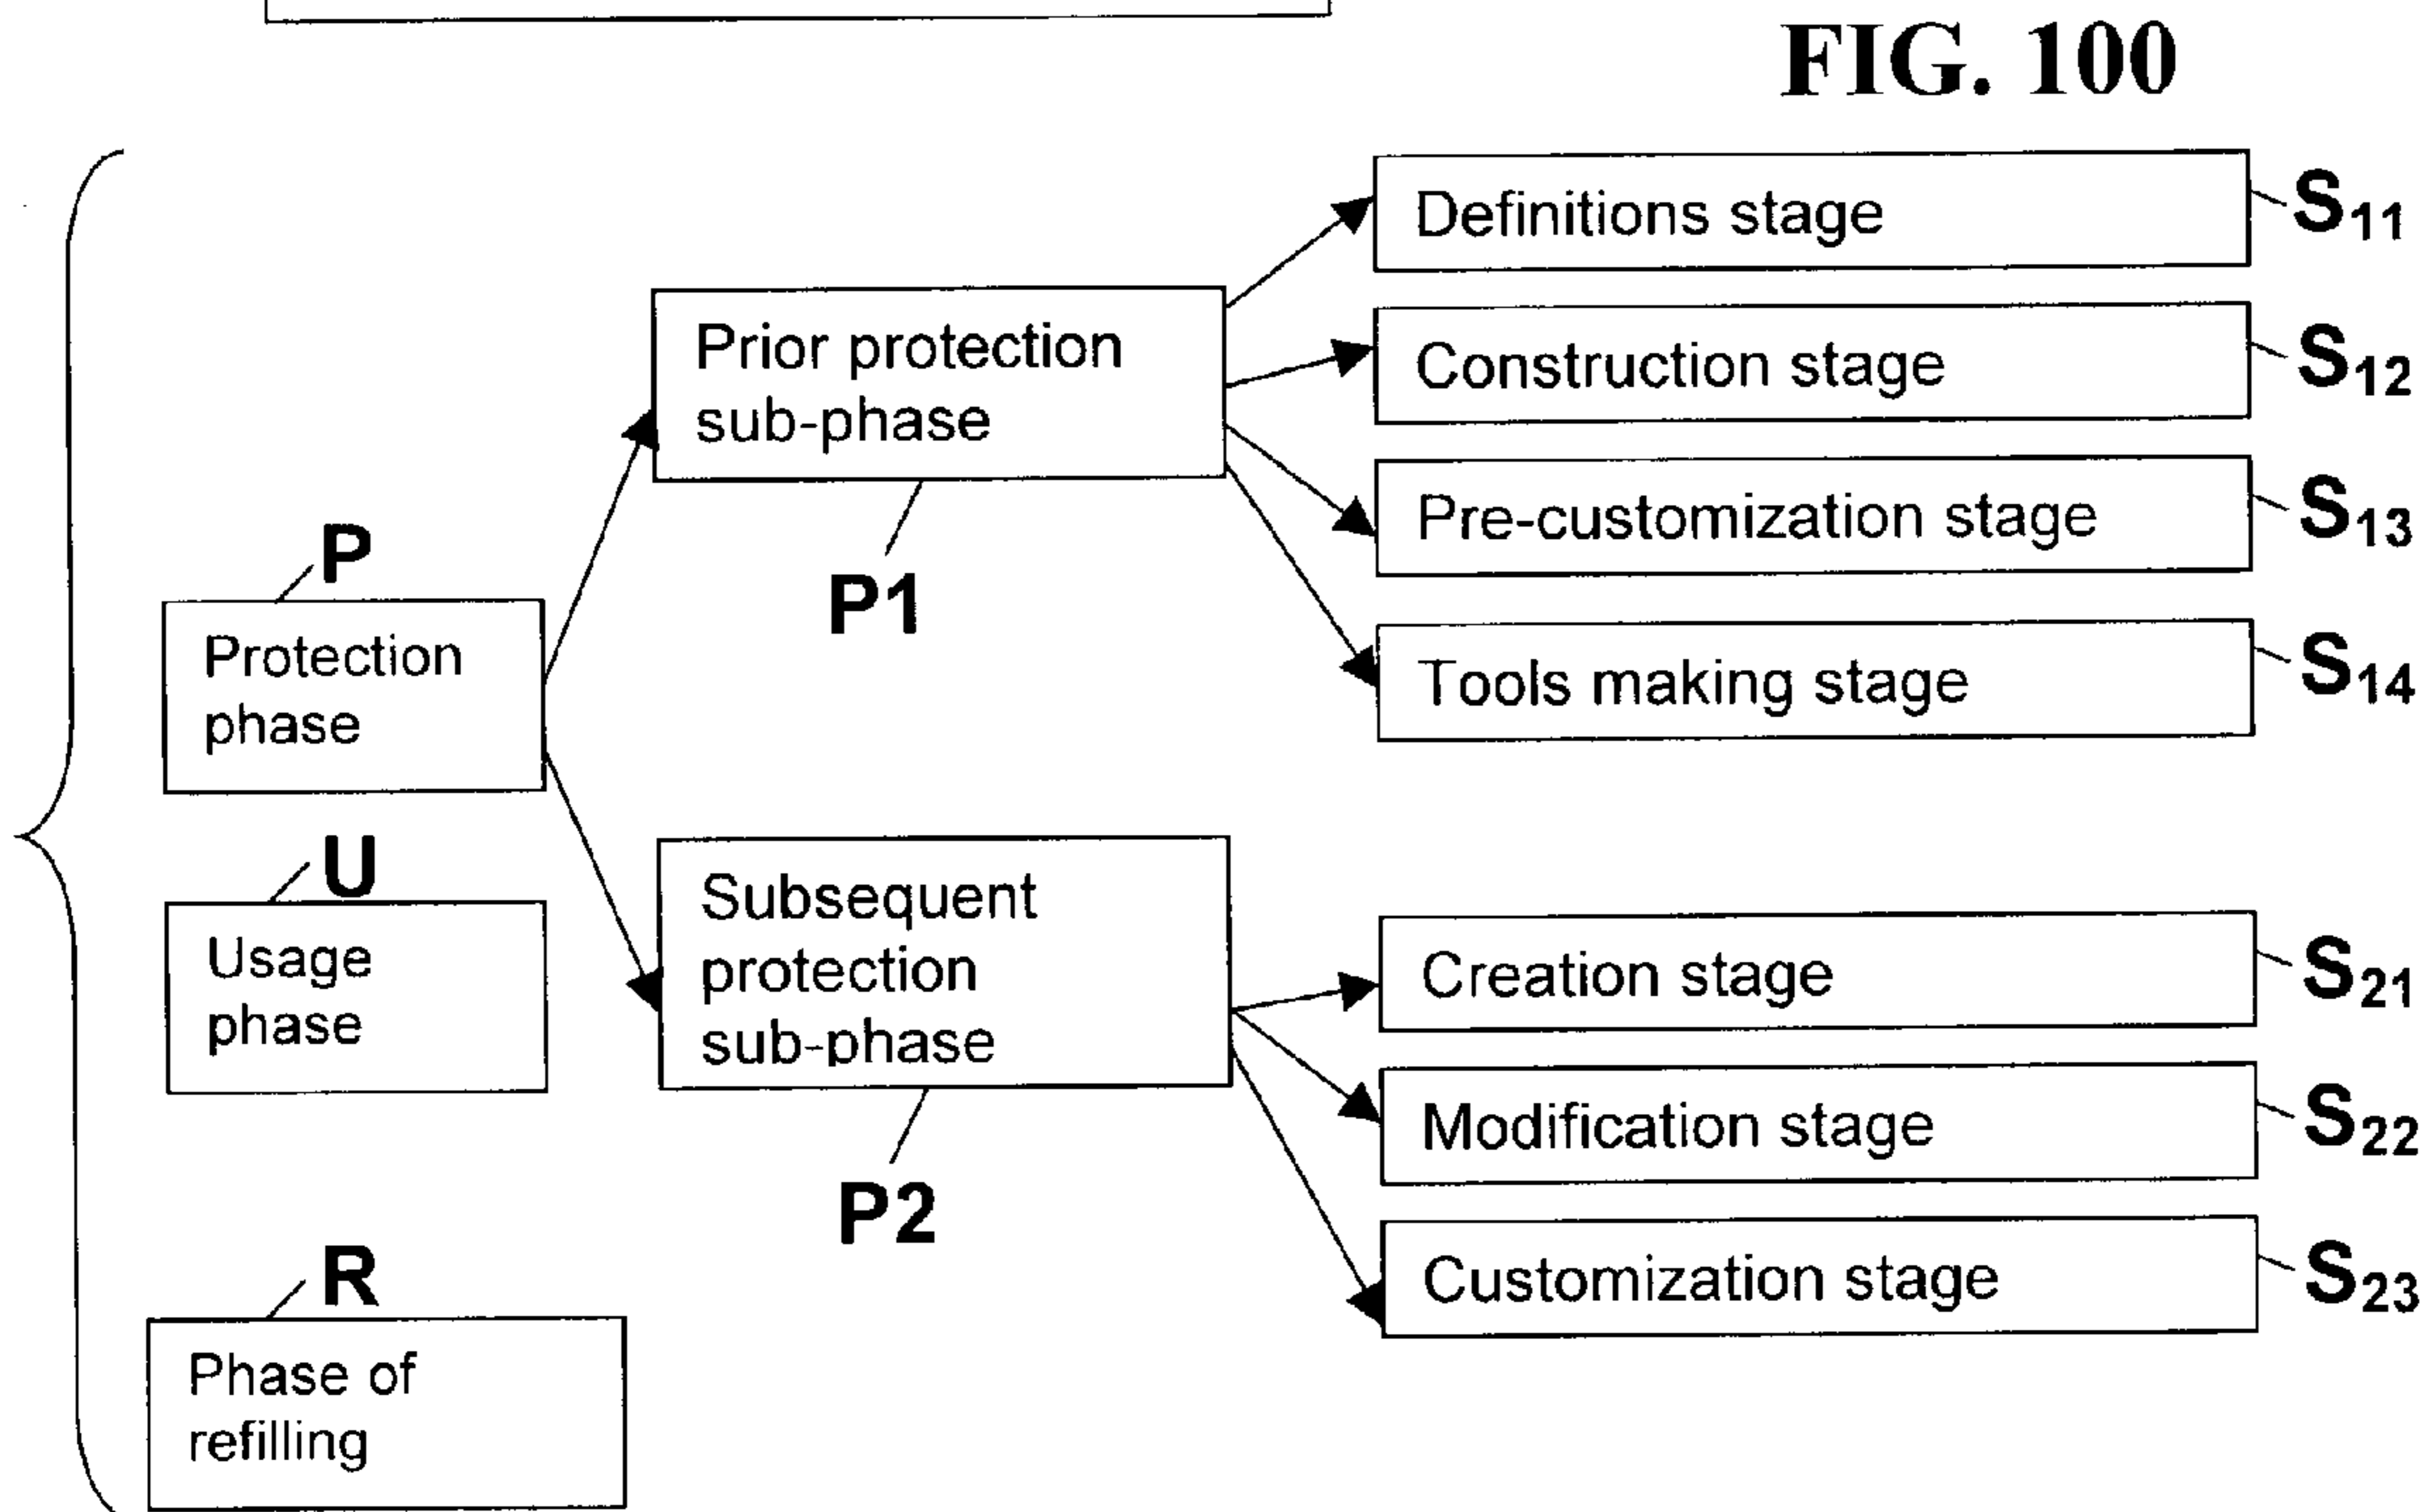 FIG. 100
P
Protection
phase
U
Usage
phase
R
Phase of
refilling
Prior protection
sub-phase
P1
Subsequent
protection
sub-phase
P2
Definitions stage
S11
Construction stage
S12
Pre-customization stage
S13
Tools making stage
S14
Creation stage
S21
Modification stage
S22
Customization stage
S23